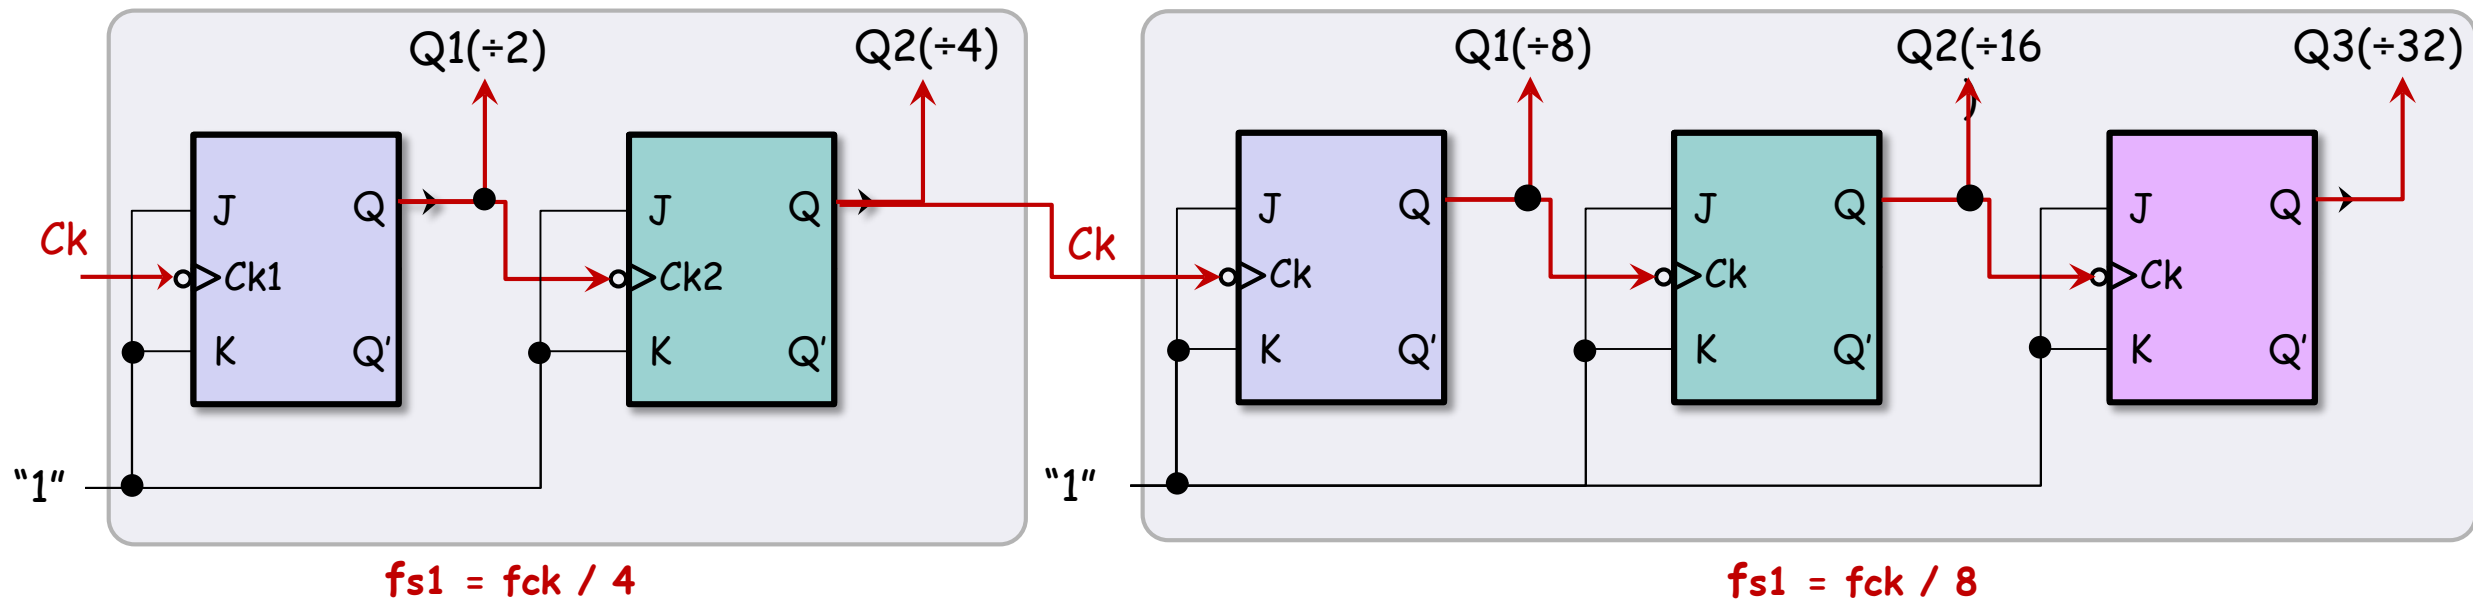 Q1(÷2)
Q2(÷4)
Q1(÷8)
Q2(÷16
)
Q3(÷32)
J
Q
J
Q
J
Q
J
Q
J
Q
Ck
Ck1
Ck2
Ck
Ck
Ck
Ck
K
Q'
K
Q'
K
Q'
K
Q'
K
Q'
“1”
“1”
fs1 = fck / 4
fs1 = fck / 8